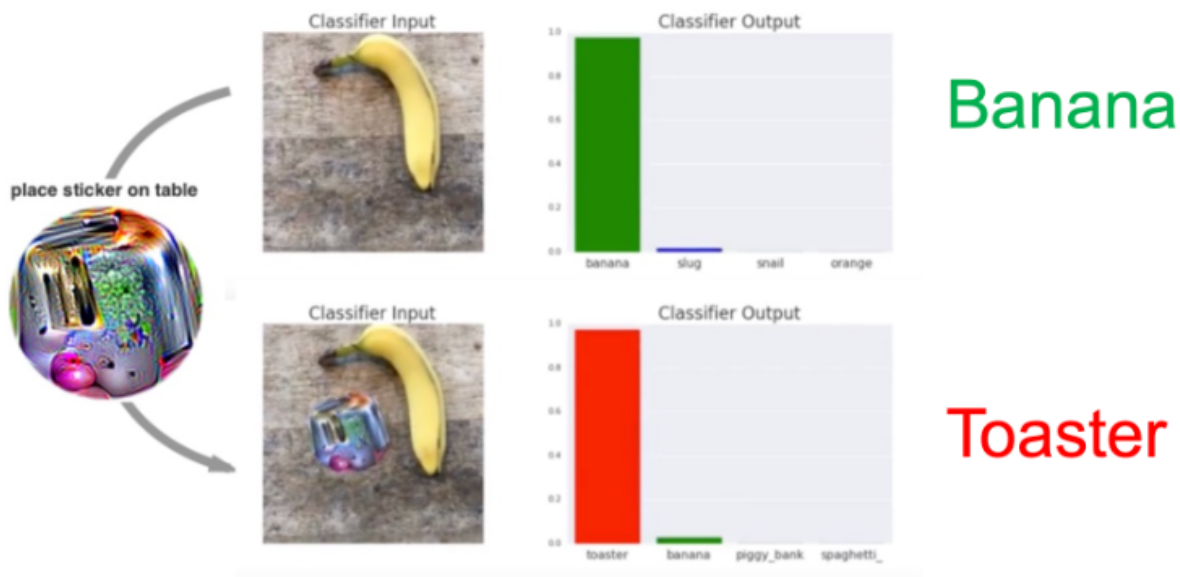 Classifier Input
Classifier Output
1.0
0.8
0.6
0.4
0.2
0.0
banana slug snail orange
Banana
place sticker on table
Classifier Input
Classifier Output
1.0
0.8
0.6
0.4
0.2
0.0
toaster banana piggy_bank spaghetti_
Toaster